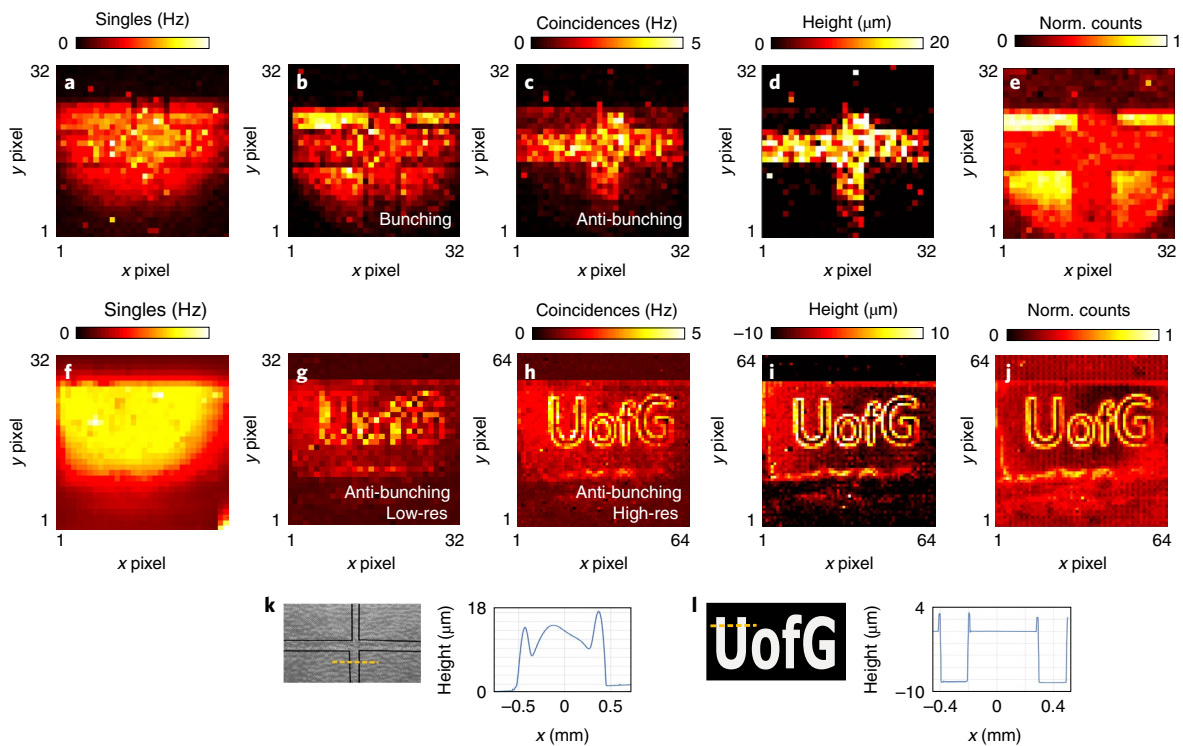 Singles (Hz)
0
Coincidences (Hz)
0 5
Height (μm)
0 20
Norm. counts
0 1
32
a
y pixel
1
1
x pixel
32
b
y pixel
Bunching
1
1 32
x pixel
32
c
y pixel
Anti-bunching
1
1 32
x pixel
32
d
y pixel
1
1 32
x pixel
32
e
y pixel
1
1 32
x pixel
Singles (Hz)
0
Coincidences (Hz)
0 5
Height (μm)
−10 10
Norm. counts
0 1
32
f
y pixel
1
1
x pixel
32
g
y pixel
Anti-bunching
Low-res
1
1 32
x pixel
64
h
UofG
y pixel
Anti-bunching
High-res
1
1 64
x pixel
64
i
UofG
y pixel
1
1 64
x pixel
64
j
UofG
y pixel
1
1 64
x pixel
k
18
Height (μm)
0
−0.5 0 0.5
x (mm)
l
UofG
4
Height (μm)
−10
−0.4 0 0.4
x (mm)